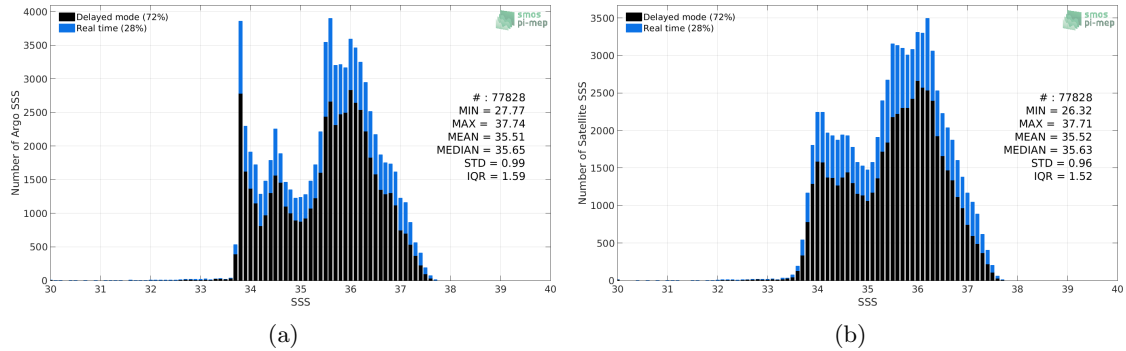 Delayed mode (72%)
Real time (28%)
smos
pi-mep
Number of Argo SSS
4000
3500
3000
2500
2000
1500
1000
500
0
# : 77828
MIN = 27.77
MAX = 37.74
MEAN = 35.51
MEDIAN = 35.65
STD = 0.99
IQR = 1.59
30 31 32 33 34 35 36 37 38 39 40
SSS
(a)
Delayed mode (72%)
Real time (28%)
smos
pi-mep
Number of Satellite SSS
3500
3000
2500
2000
1500
1000
500
0
# : 77828
MIN = 26.32
MAX = 37.71
MEAN = 35.52
MEDIAN = 35.63
STD = 0.96
IQR = 1.52
30 31 32 33 34 35 36 37 38 39 40
SSS
(b)